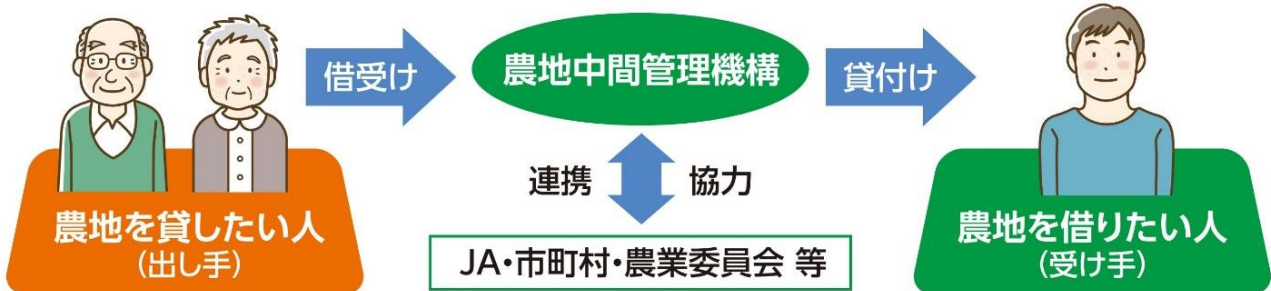 借受け
農地中間管理機構
貸付け
連携
協力
農地を貸したい人
(出し手)
JA・市町村・農業委員会 等
農地を借りたい人
(受け手)